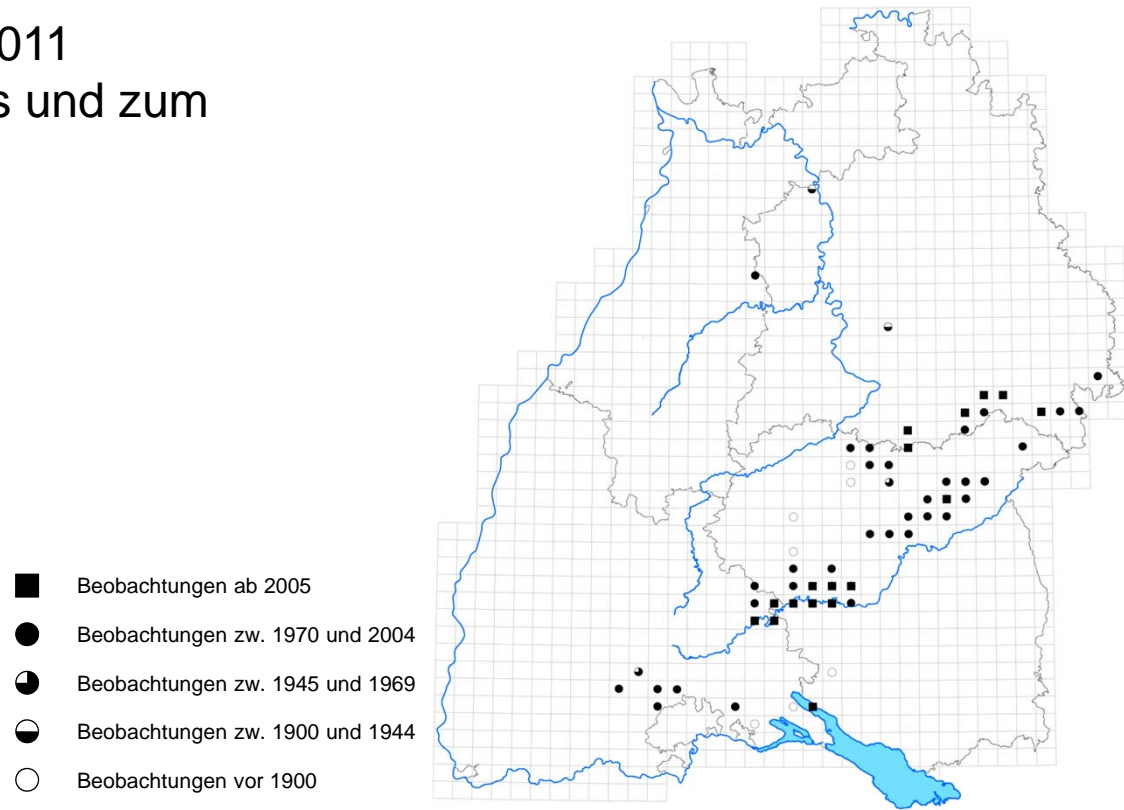 011
s und zum
Beobachtungen ab 2005
Beobachtungen zw. 1970 und 2004
Beobachtungen zw. 1945 und 1969
Beobachtungen zw. 1900 und 1944
Beobachtungen vor 1900